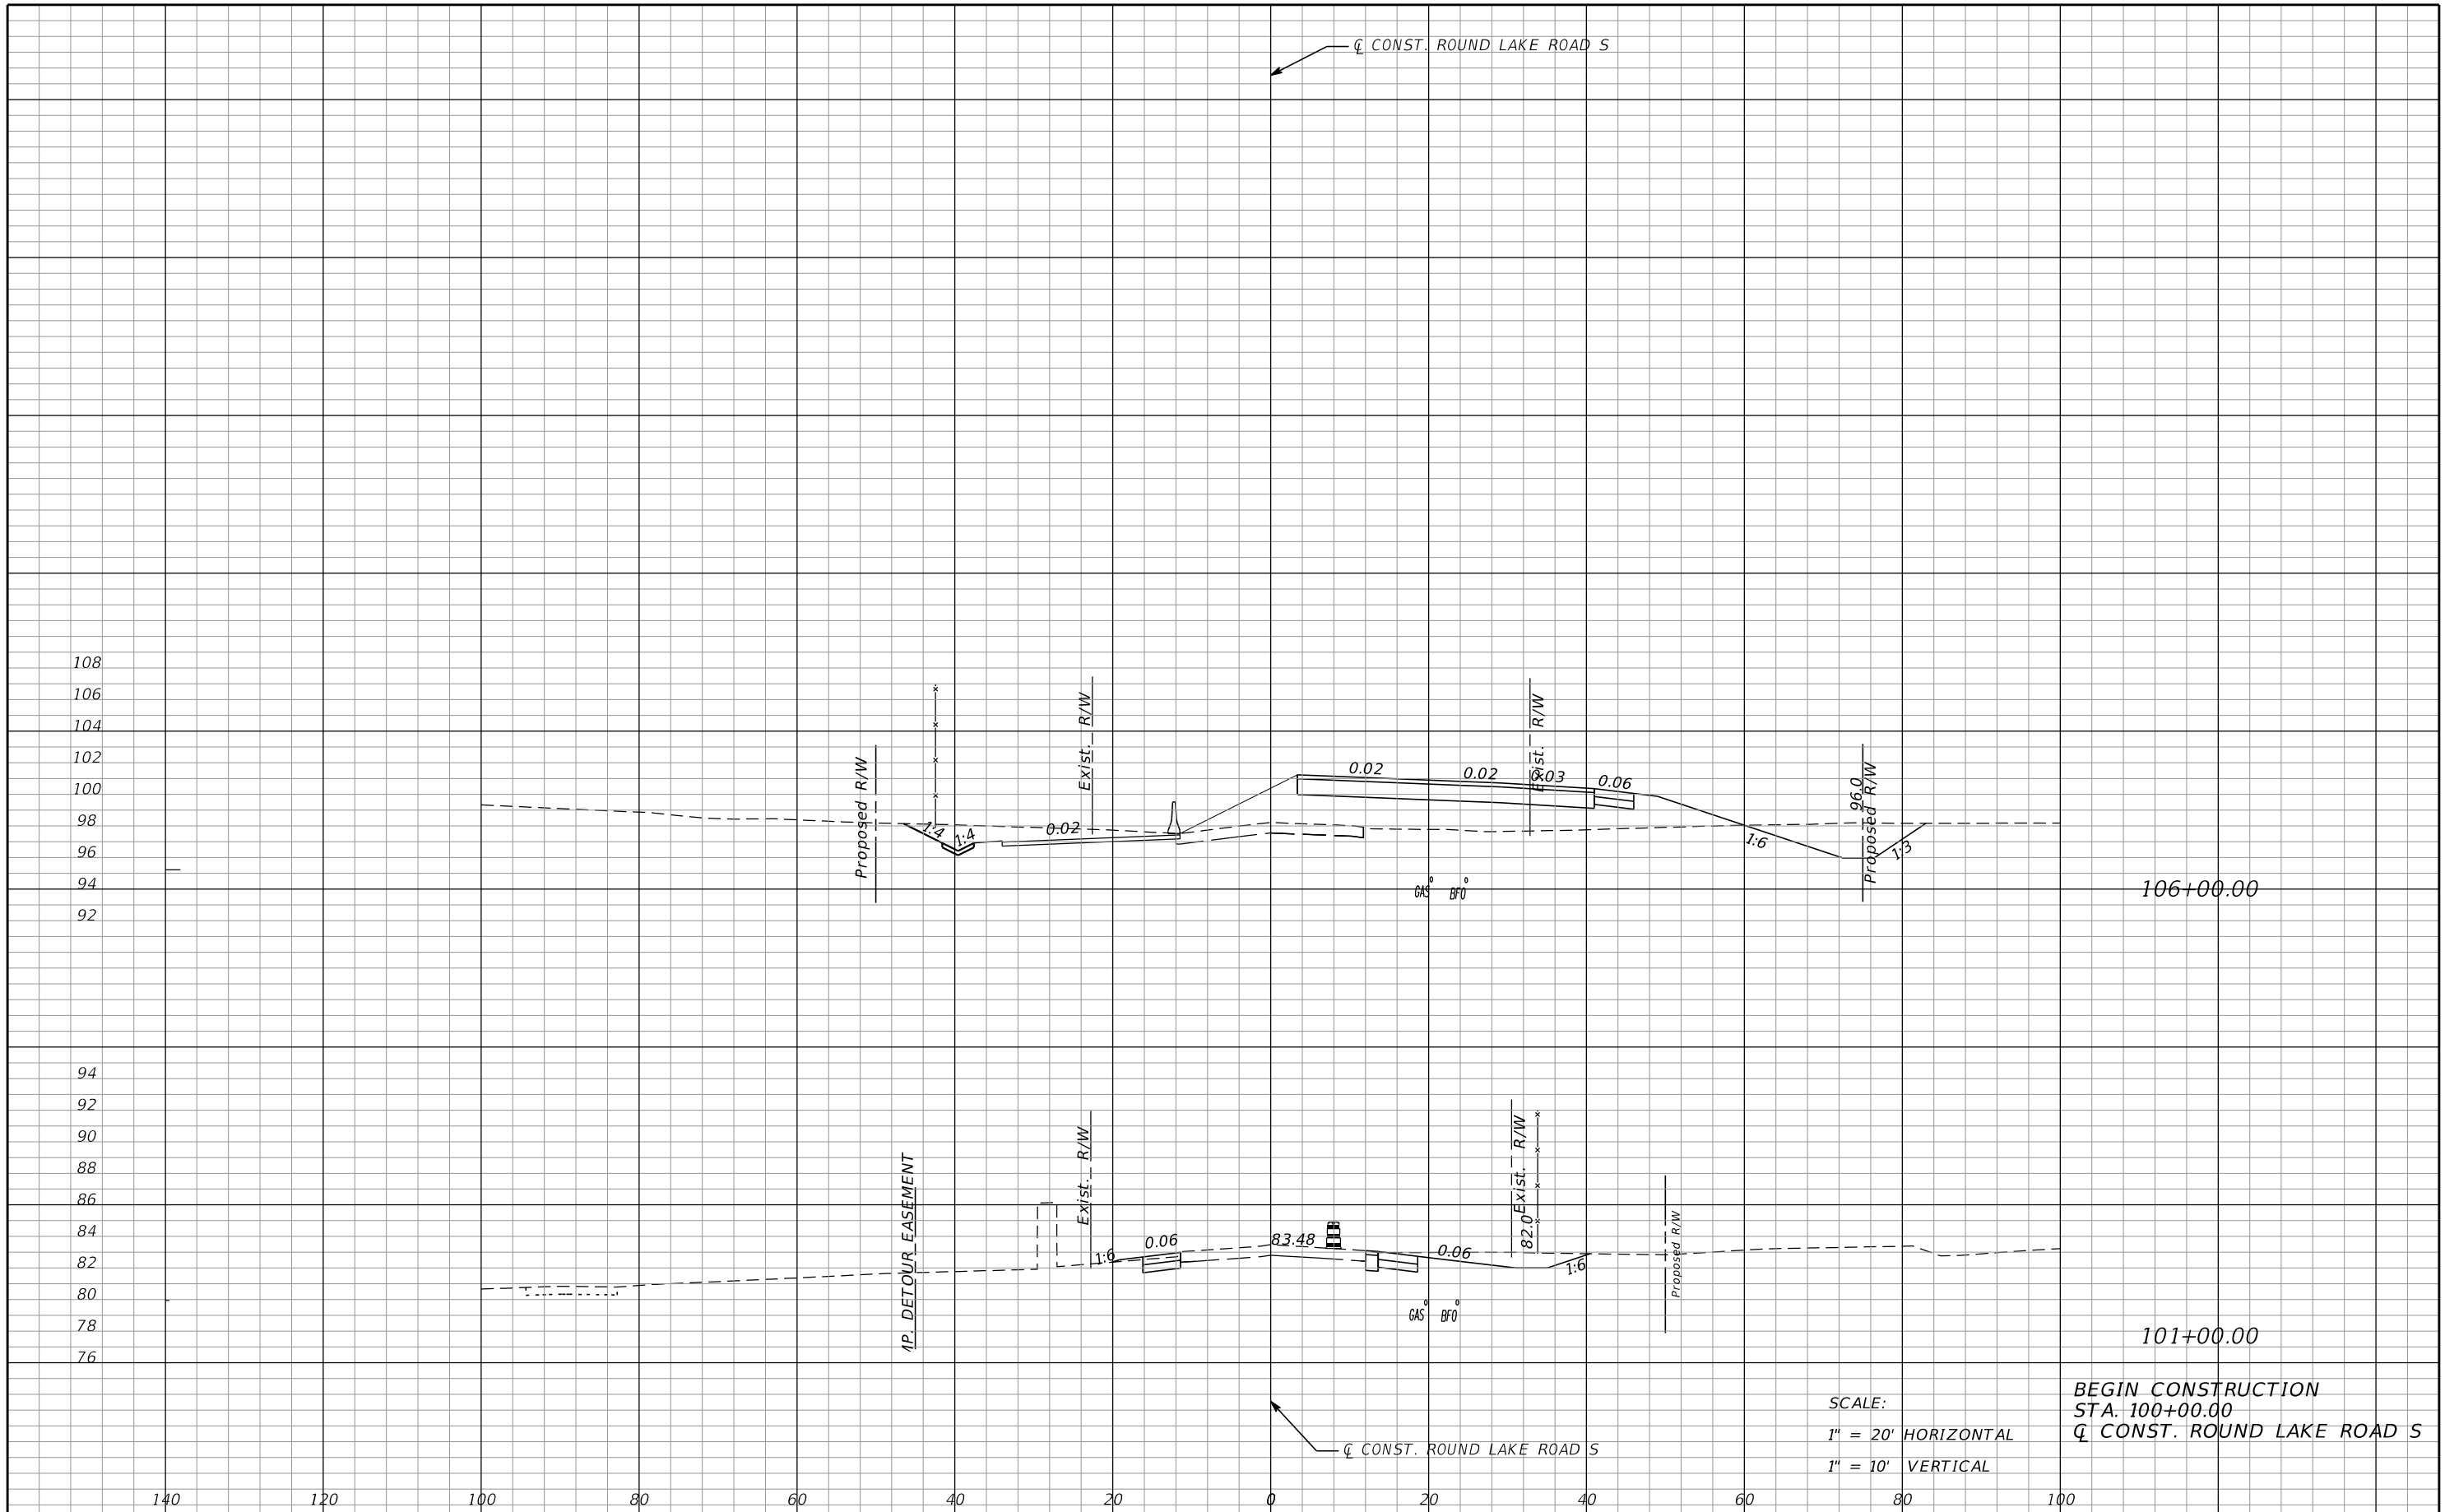 ℄ CONST. ROUND LAKE ROAD S
108
106
104
102
100
98
96
94
92
Proposed R/W
1:4
1:4
0.02
Exist. R/W
0.02
0.02
0.03
Exist. R/W
0.06
1:6
96.0
Proposed R/W
1:3
GAS
BFO
106+00.00
94
92
90
88
86
84
82
80
78
76
MP. DETOUR EASEMENT
Exist. R/W
1:6
0.06
83.48
0.06
Exist. R/W
82.0
1:6
Proposed R/W
GAS
BFO
101+00.00
BEGIN CONSTRUCTION
STA. 100+00.00
℄ CONST. ROUND LAKE ROAD S
SCALE:
1" = 20' HORIZONTAL
1" = 10' VERTICAL
℄ CONST. ROUND LAKE ROAD S
140 120 100 80 60 40 20 0 20 40 60 80 100